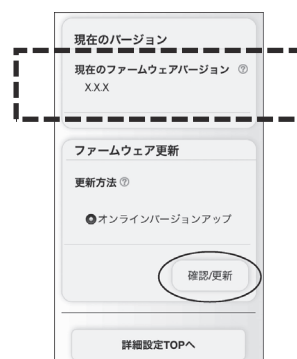 現在のバージョン
現在のファームウェアバージョン ?
X.X.X
ファームウェア更新
更新方法 ?
オンラインバージョンアップ
確認/更新
詳細設定TOPへ